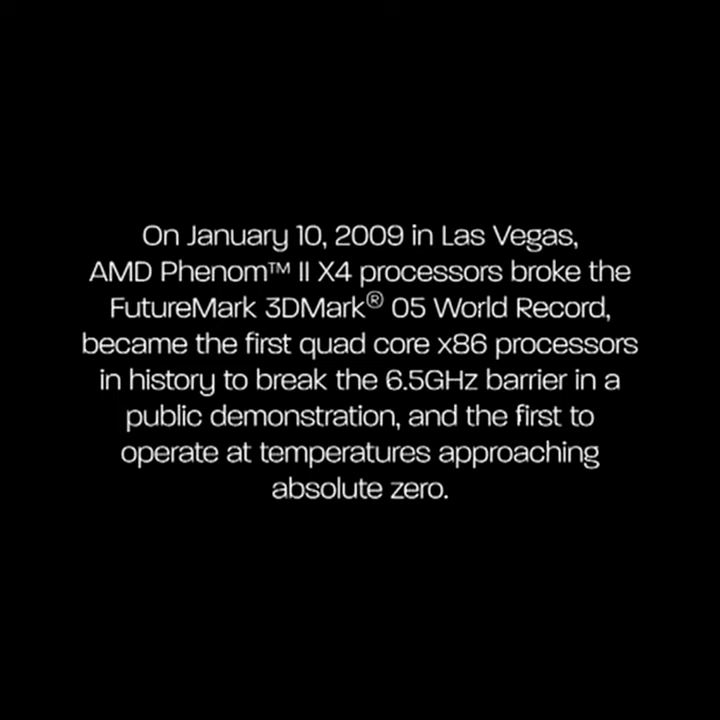 On January 10, 2009 in Las Vegas,
AMD Phenom™ II X4 processors broke the
FutureMark 3DMark® 05 World Record,
became the first quad core x86 processors
in history to break the 6.5GHz barrier in a
public demonstration, and the first to
operate at temperatures approaching
absolute zero.